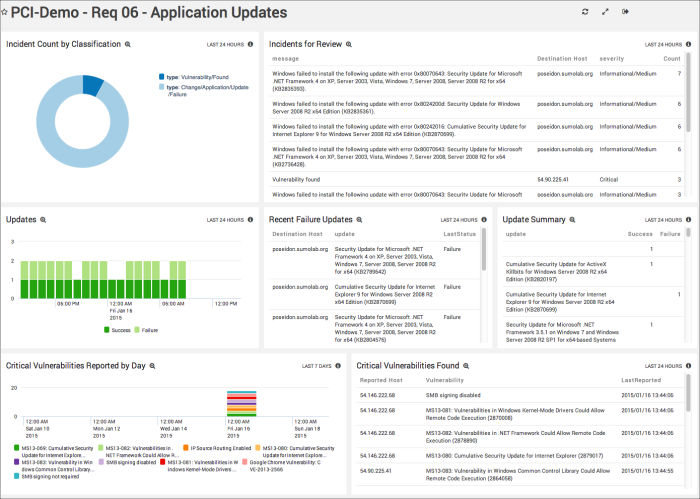 PCI-Demo - Req 06 - Application Updates
Incident Count by Classification
LAST 24 HOURS
type: Vulnerability/Found
type: Change/Application/Update
/Failure
Incidents for Review
LAST 24 HOURS
message Destination Host severity Count
Windows failed to install the following update with error 0x80070643: Security Update for Microsoft poseidon.sumolab.org Informational/Medium 7
.NET Framework 4 on XP, Server 2003, Vista, Windows 7, Server 2008, Server 2008 R2 for x64
(KB2835393).
Windows failed to install the following update with error 0x8024200d: Security Update for Windows poseidon.sumolab.org Informational/Medium 6
Server 2008 R2 x64 Edition (KB2835361).
Windows failed to install the following update with error 0x80242016: Cumulative Security Update for poseidon.sumolab.org Informational/Medium 6
Internet Explorer 9 for Windows Server 2008 R2 x64 Edition (KB2870699).
Windows failed to install the following update with error 0x80070643: Security Update for Microsoft poseidon.sumolab.org Informational/Medium 6
.NET Framework 4 on XP, Server 2003, Vista, Windows 7, Server 2008, Server 2008 R2 for x64
(KB2736428).
Vulnerability found 54.90.225.41 Critical 3
Windows failed to install the following update with error 0x80070643: Security Update for Microsoft poseidon.sumolab.org Informational/Medium 3
Updates
LAST 24 HOURS
3
2
1
0
06:00 PM 12:00 AM 06:00 AM 12:00 PM
Fri Jan 16
2015
Success Failure
Recent Failure Updates
LAST 24 HOURS
Destination Host update LastStatus
poseidon.sumolab.org Security Update for Microsoft .NET Failure
Framework 4 on XP, Server 2003, Vista,
Windows 7, Server 2008, Server 2008 R2
for x64 (KB2789642)
poseidon.sumolab.org Cumulative Security Update for Internet Failure
Explorer 9 for Windows Server 2008 R2
x64 Edition (KB2870699)
poseidon.sumolab.org Security Update for Microsoft .NET Failure
Framework 4 on XP, Server 2003, Vista,
Windows 7, Server 2008, Server 2008 R2
for x64 (KB2804576)
Update Summary
LAST 24 HOURS
update Success Failure
1
Cumulative Security Update for ActiveX 1
Killbits for Windows Server 2008 R2 x64
Edition (KB2820197)
Cumulative Security Update for Internet 1
Explorer 9 for Windows Server 2008 R2
x64 Edition (KB2870699)
Security Update for Microsoft .NET 1
Framework 3.5.1 on Windows 7 and Windows
Server 2008 R2 SP1 for x64-based Systems
Critical Vulnerabilities Reported by Day
LAST 7 DAYS
20
0
12:00 AM 12:00 AM 12:00 AM 12:00 AM 12:00 AM
Sat Jan 10 Mon Jan 12 Wed Jan 14 Fri Jan 16 Sun Jan 18
2015 2015 2015 2015 2015
MS13-069: Cumulative Security Update for Internet Explor...
MS13-082: Vulnerabilities in .NET Framework Could Allow R...
IP Source Routing Enabled
MS13-080: Cumulative Security Update for Internet Explor...
MS13-083: Vulnerability in Windows Common Control Library...
SMB signing disabled
MS13-081: Vulnerabilities in Windows Kernel-Mode Drivers...
Google Chrome Vulnerability: CVE-2013-2566
SMB signing not required
Critical Vulnerabilities Found
LAST 24 HOURS
Reported Host Vulnerability LastReported
54.146.222.68 SMB signing disabled 2015/01/16 13:44:06
54.146.222.68 MS13-081: Vulnerabilities in Windows Kernel-Mode Drivers Could Allow 2015/01/16 13:44:06
Remote Code Execution (2870008)
54.146.222.68 MS13-082: Vulnerabilities in .NET Framework Could Allow Remote Code 2015/01/16 13:44:06
Execution (2878890)
54.146.222.68 MS13-080: Cumulative Security Update for Internet Explorer (2879017) 2015/01/16 13:44:06
54.90.225.41 MS13-083: Vulnerability in Windows Common Control Library Could Allow 2015/01/16 13:44:55
Remote Code Execution (2864058)